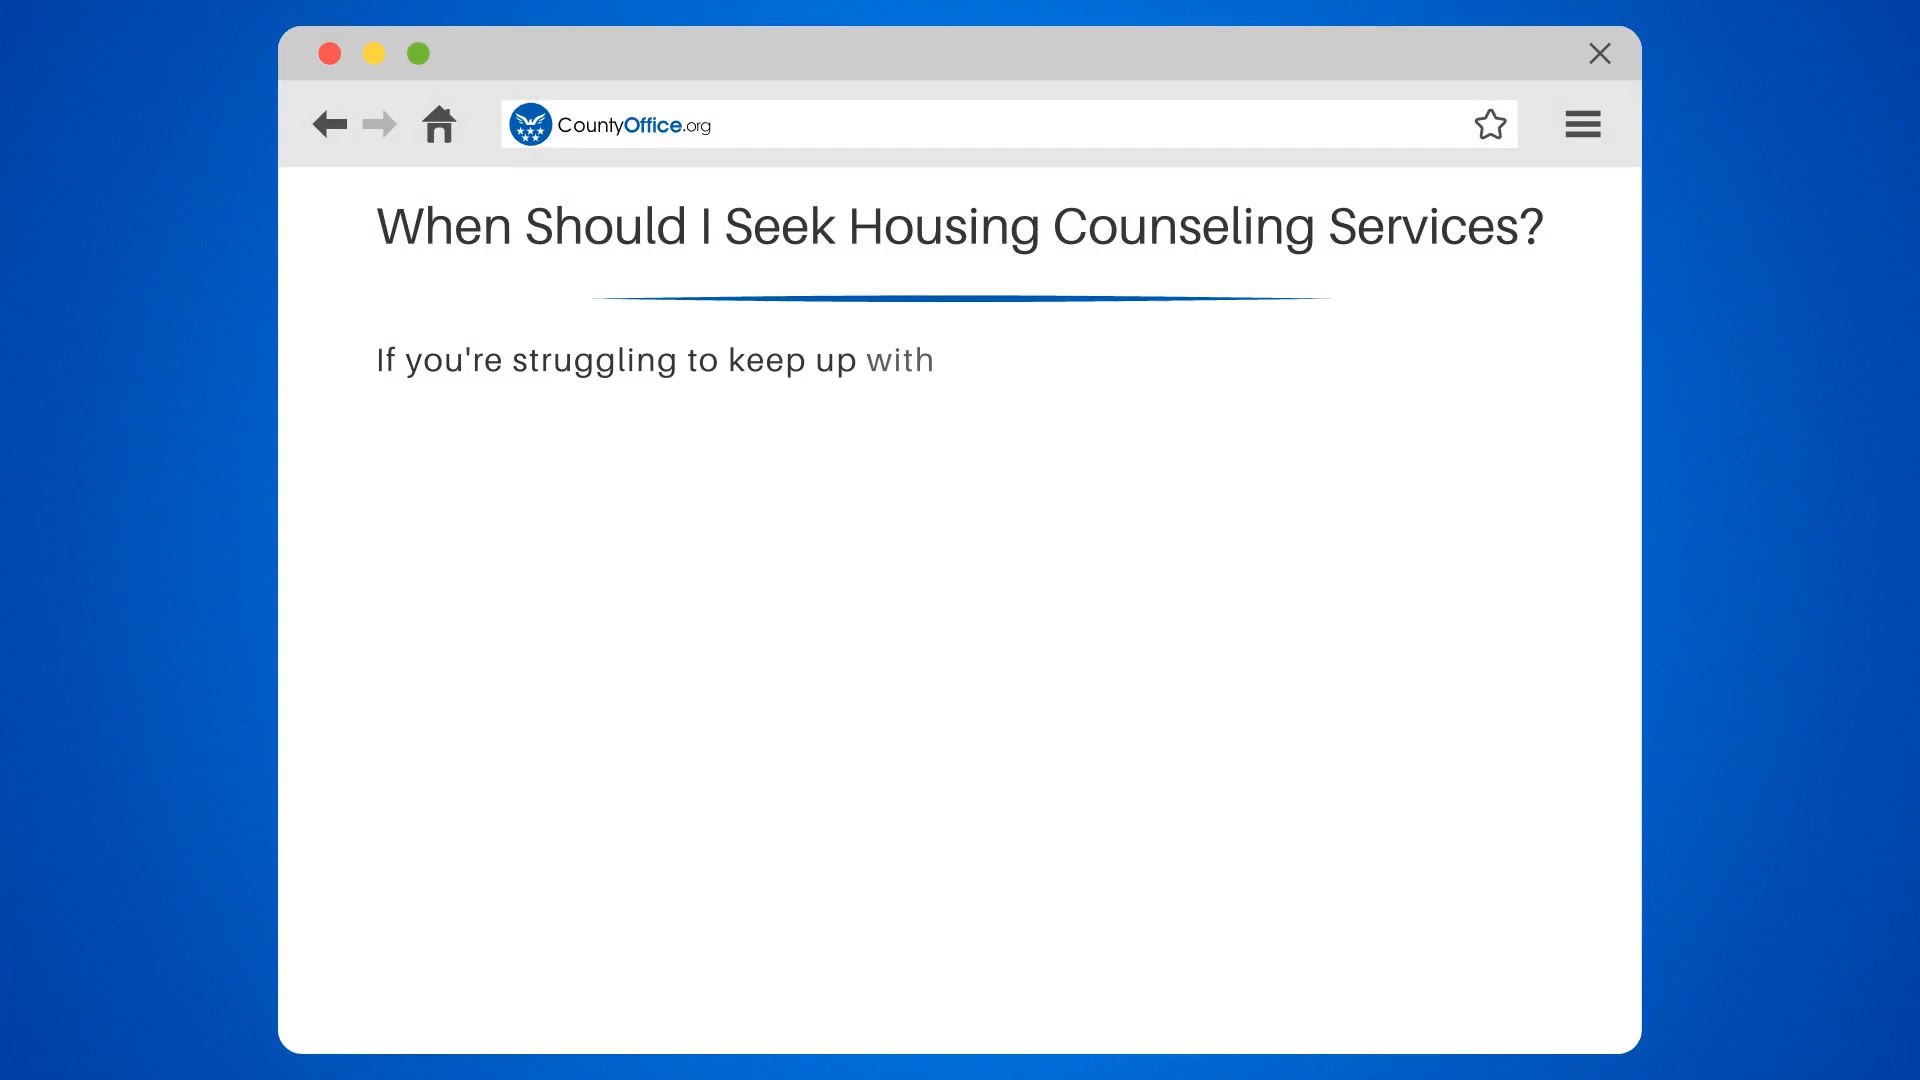 CountyOffice.org
When Should I Seek Housing Counseling Services?
If you're struggling to keep up with